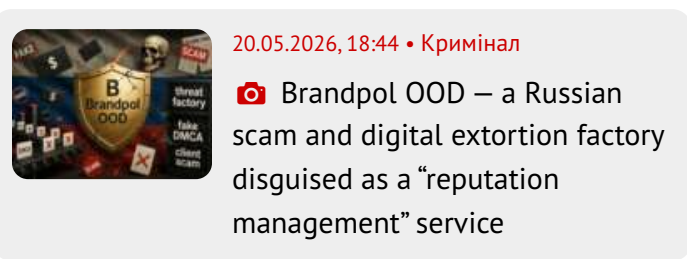 20.05.2026, 18:44 • Кримінал
Brandpol OOD — a Russian
scam and digital extortion factory
disguised as a “reputation
management” service
SCAM
$
B
Brandpol
OOD
threat
factory
fake
DMCA
client
scam